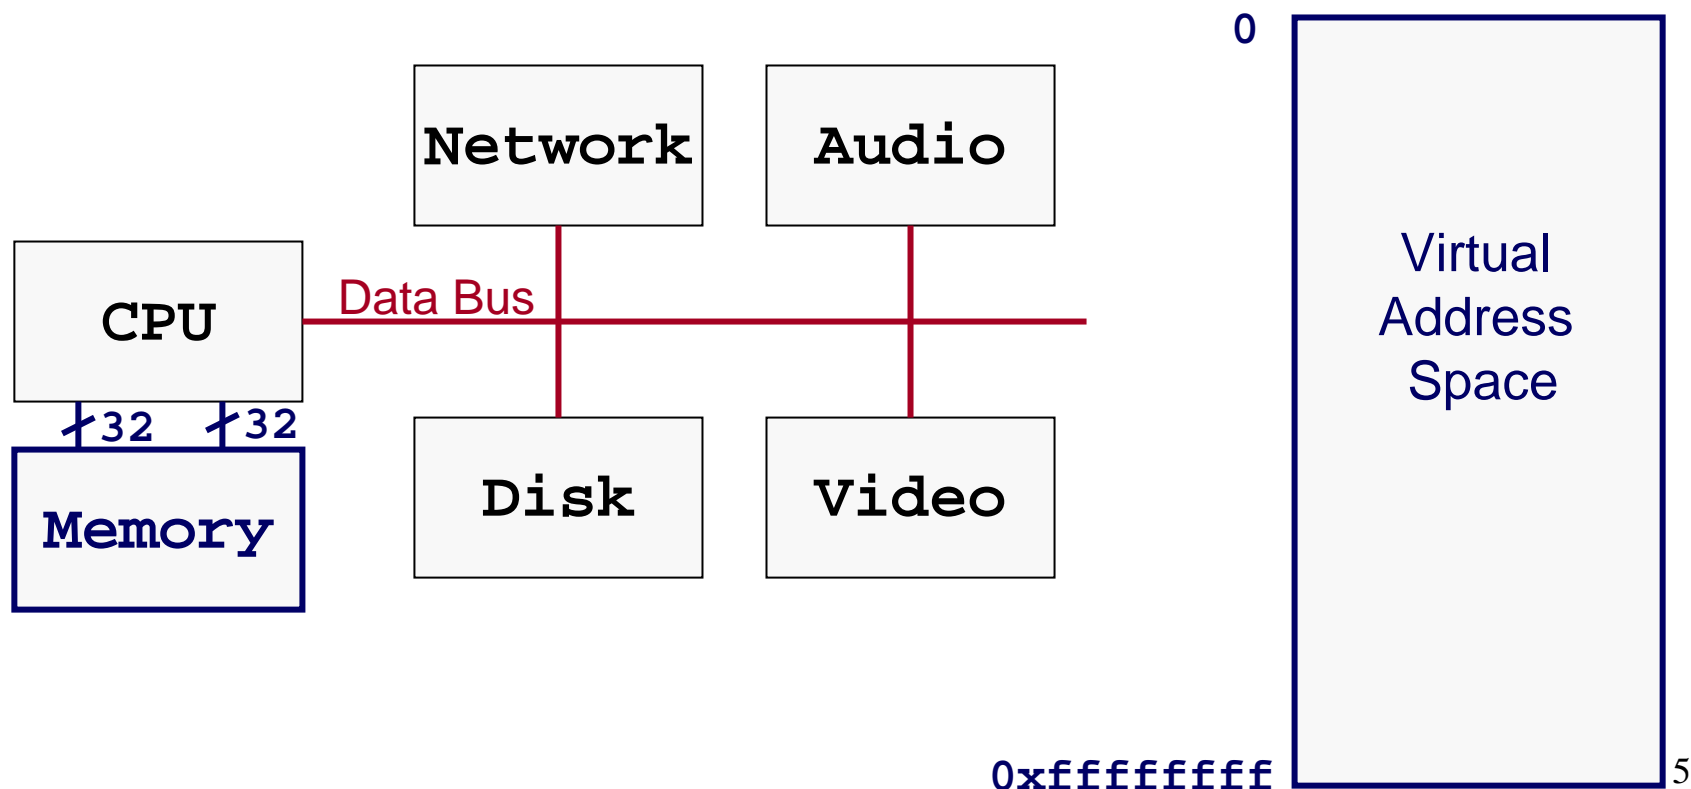 0
Network
Audio
CPU
Data Bus
32
32
Memory
Disk
Video
Virtual
Address
Space
0xffffffff
5